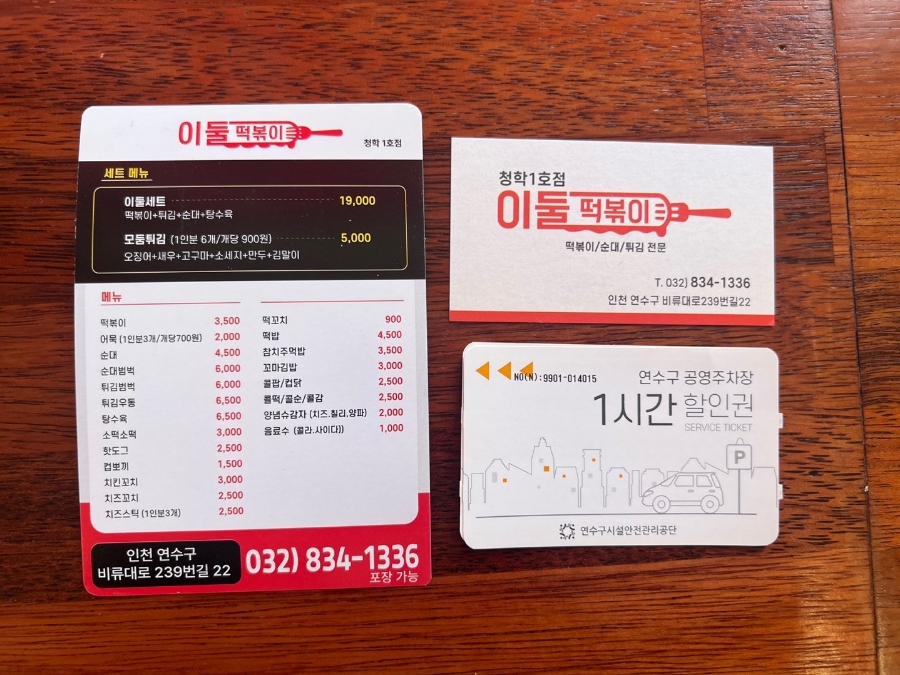 이둘 떡볶이
청학 1호점
세트 메뉴
이둘세트 19,000
떡볶이+튀김+순대+탕수육
모둠튀김 (1인분 6개/개당 900원) 5,000
오징어+새우+고구마+소세지+만두+김말이
메뉴
떡볶이 3,500
어묵 (1인분3개/개당700원) 2,000
순대 4,500
순대범벅 6,000
튀김범벅 6,000
튀김우동 6,500
탕수육 6,500
소떡소떡 3,000
핫도그 2,500
컵뽀끼 1,500
치킨꼬치 3,000
치즈꼬치 2,500
치즈스틱 (1인분3개) 2,500
떡꼬치 900
떡밥 4,500
참치주먹밥 3,500
꼬마김밥 3,000
콜팝/컵닭 2,500
콜떡/콜순/콜감 2,500
양념수감자 (치즈.칠리.양파) 2,000
음료수 (콜라.사이다)) 1,000
인천 연수구
비류대로 239번길 22
032) 834-1336
포장 가능
청학1호점
이둘 떡볶이
떡볶이/순대/튀김 전문
T. 032) 834-1336
인천 연수구 비류대로239번길22
NO(N):9901-014015
연수구 공영주차장
1시간 할인권
SERVICE TICKET
P
연수구시설안전관리공단